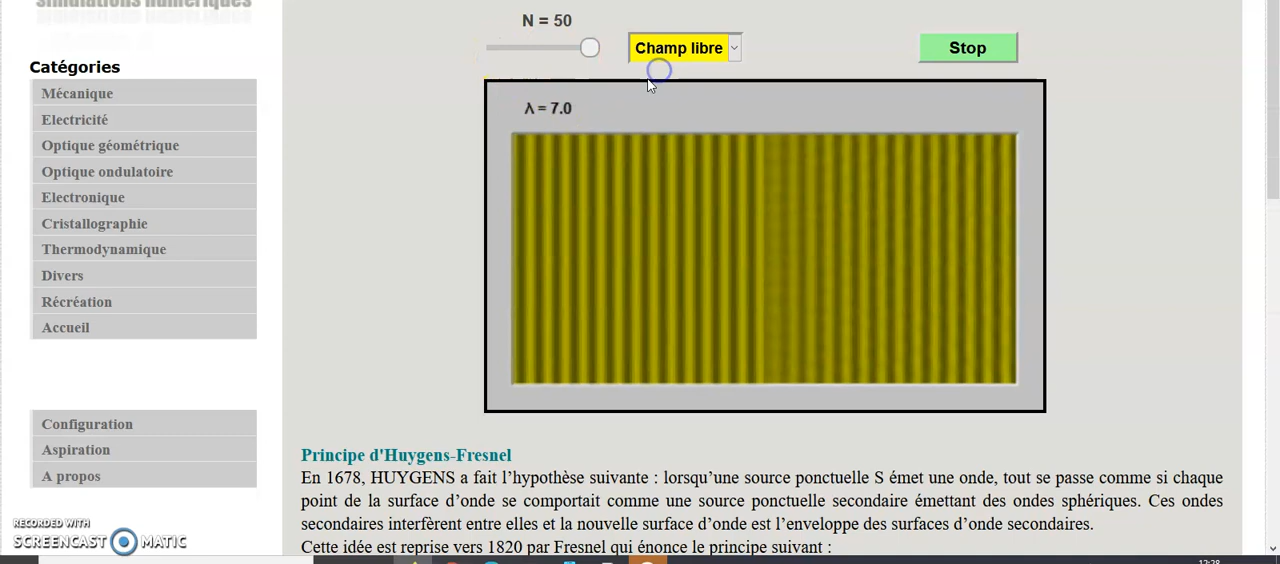 simulations numériques
N = 50
Champ libre
Stop
Catégories
λ = 7.0
Mécanique
Electricité
Optique géométrique
Optique ondulatoire
Electronique
Cristallographie
Thermodynamique
Divers
Récréation
Accueil
Configuration
Aspiration
A propos
Principe d'Huygens-Fresnel
En 1678, HUYGENS a fait l’hypothèse suivante : lorsqu’une source ponctuelle S émet une onde, tout se passe comme si chaque
point de la surface d’onde se comportait comme une source ponctuelle secondaire émettant des ondes sphériques. Ces ondes
secondaires interfèrent entre elles et la nouvelle surface d’onde est l’enveloppe des surfaces d’onde secondaires.
Cette idée est reprise vers 1820 par Fresnel qui énonce le principe suivant :
RECORDED WITH
SCREENCAST MATIC
12:28